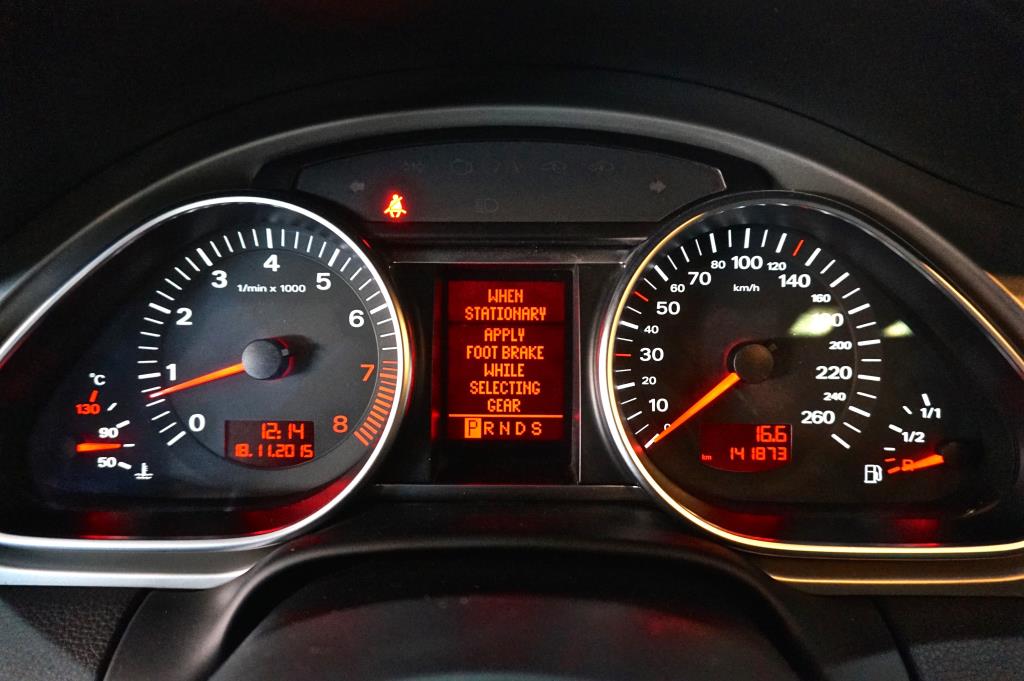 4
3
5
1/min x 1000
2
6
1
7
0
8
12:14
18.11.2015
°C
130
90
50
WHEN
STATIONARY
APPLY
FOOT BRAKE
WHILE
SELECTING
GEAR
PRNDS
100
80
120
70
140
km/h
60
160
50
40
200
30
220
20
240
10
260
0
16.6
km 141873
1/1
1/2
R